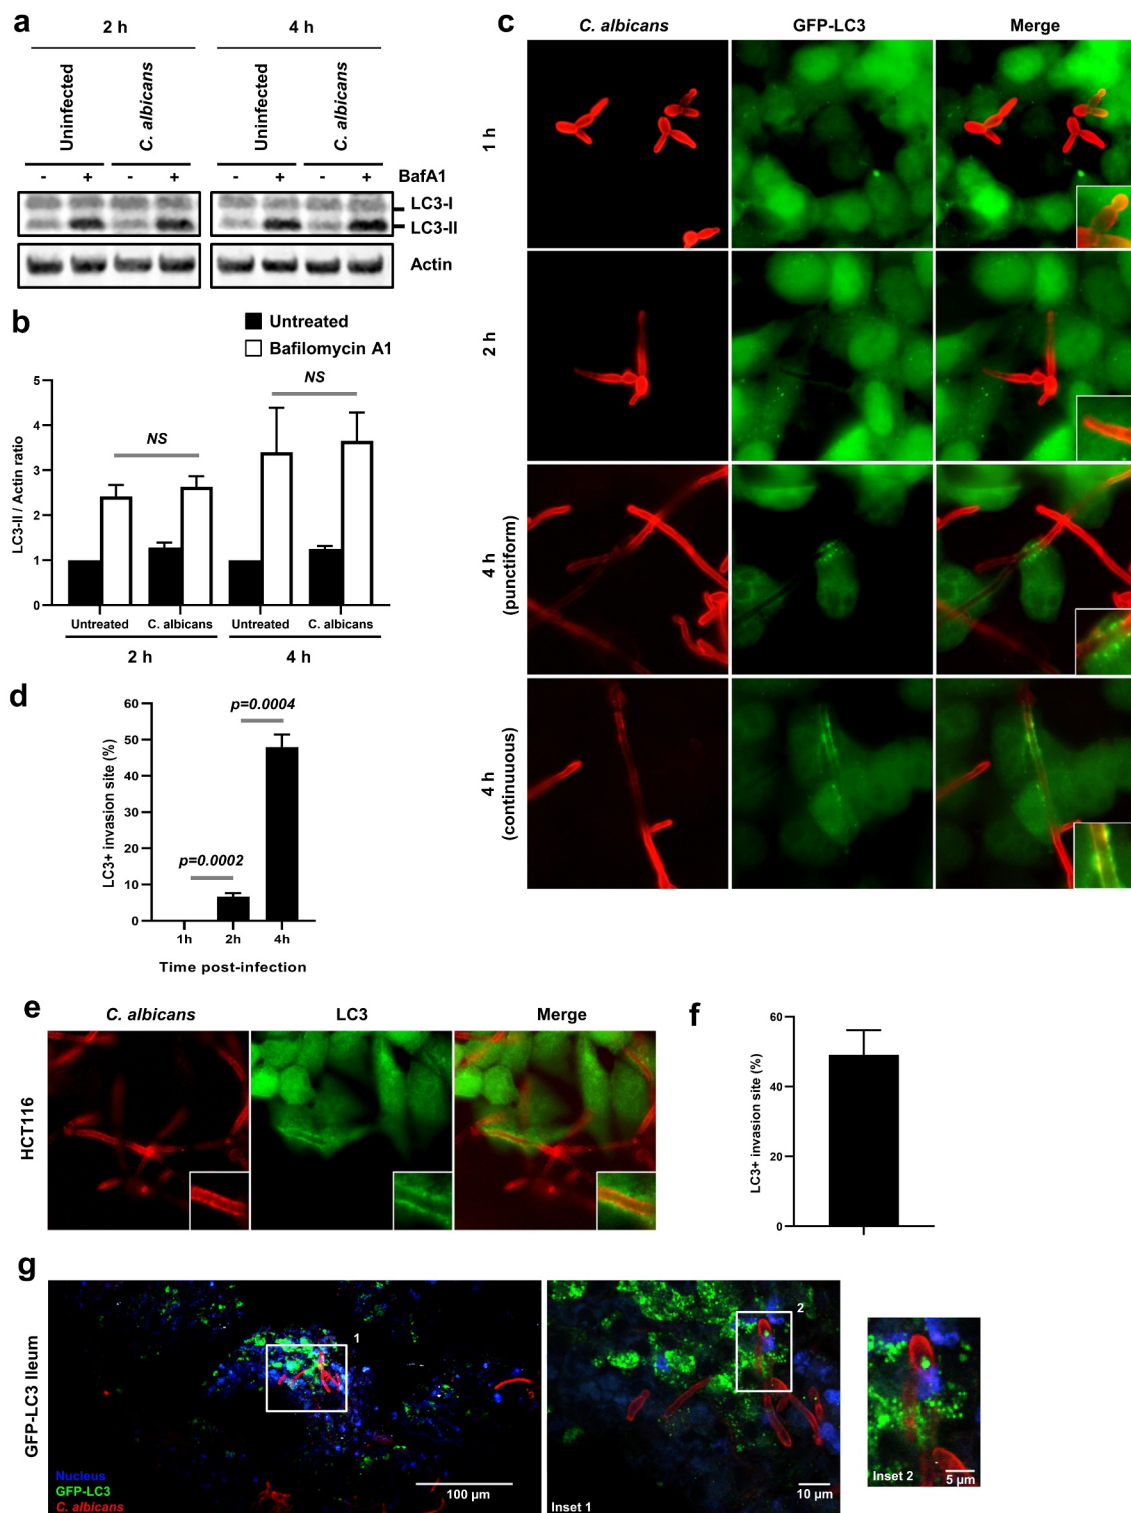 a
2 h
4 h
Uninfected
C. albicans
Uninfected
C. albicans
- + - + - + - + BafA1
LC3-I
LC3-II
Actin
b
Untreated
Bafilomycin A1
LC3-II / Actin ratio
5
4
3
2
1
0
NS
NS
Untreated C. albicans Untreated C. albicans
2 h 4 h
c
C. albicans GFP-LC3 Merge
1 h
2 h
4 h
(punctiform)
4 h
(continuuous)
d
LC3+ invasion site (%)
60
50
40
30
20
10
0
p=0.0002
p=0.0004
1h 2h 4h
Time post-infection
e
C. albicans LC3 Merge
HCT116
f
LC3+ invasion site (%)
60
40
20
0
g
GFP-LC3 Ileum
1
Nucleus
GFP-LC3
C. albicans
100 µm
2
Inset 1
10 µm
Inset 2
5 µm